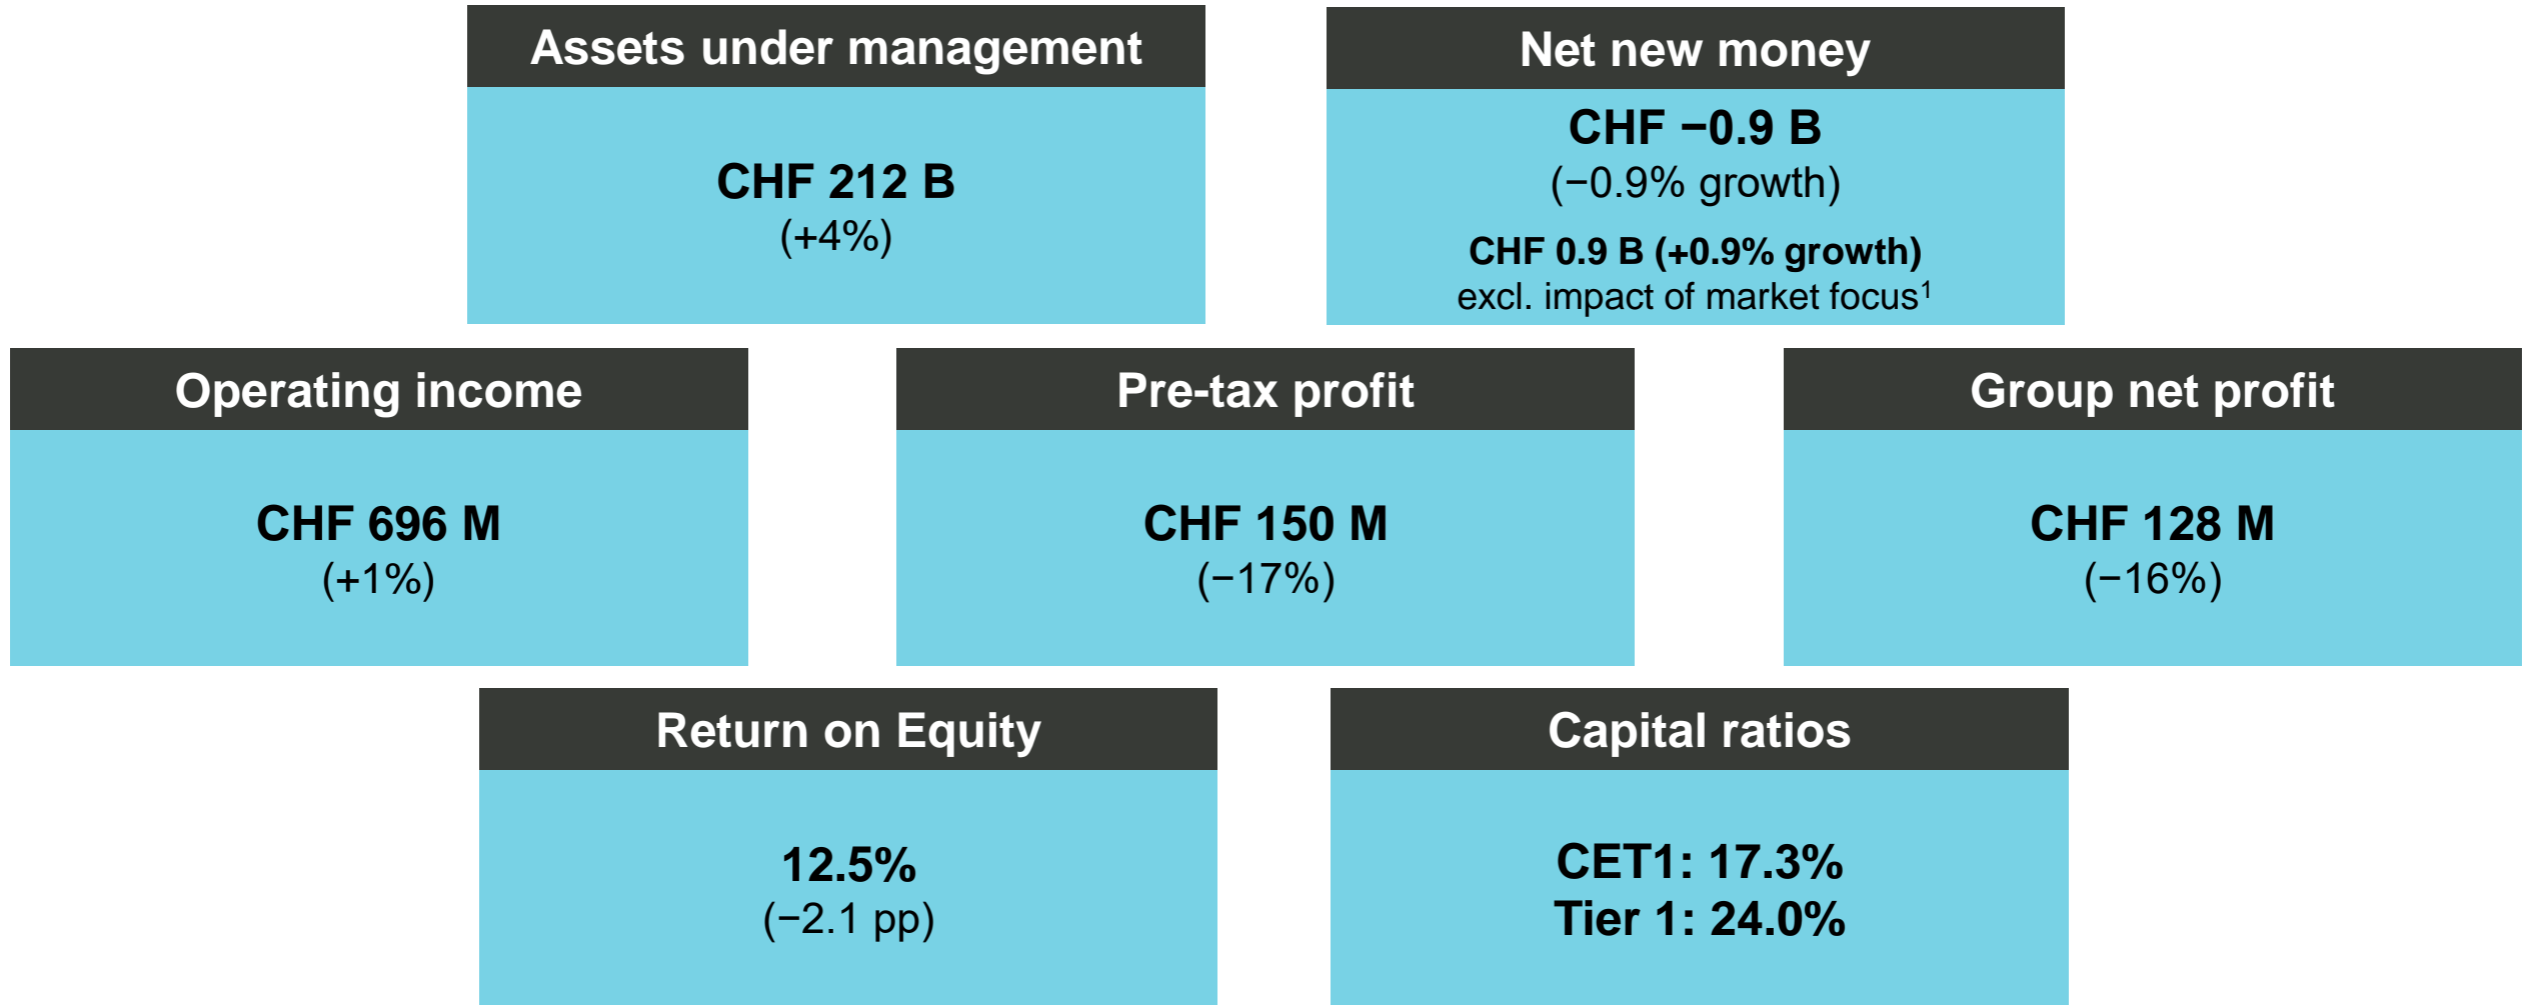 Assets under management
CHF 212 B
(+4%)
Net new money
CHF −0.9 B
(−0.9% growth)
CHF 0.9 B (+0.9% growth)
excl. impact of market focus¹
Operating income
CHF 696 M
(+1%)
Pre-tax profit
CHF 150 M
(−17%)
Group net profit
CHF 128 M
(−16%)
Return on Equity
12.5%
(−2.1 pp)
Capital ratios
CET1: 17.3%
Tier 1: 24.0%